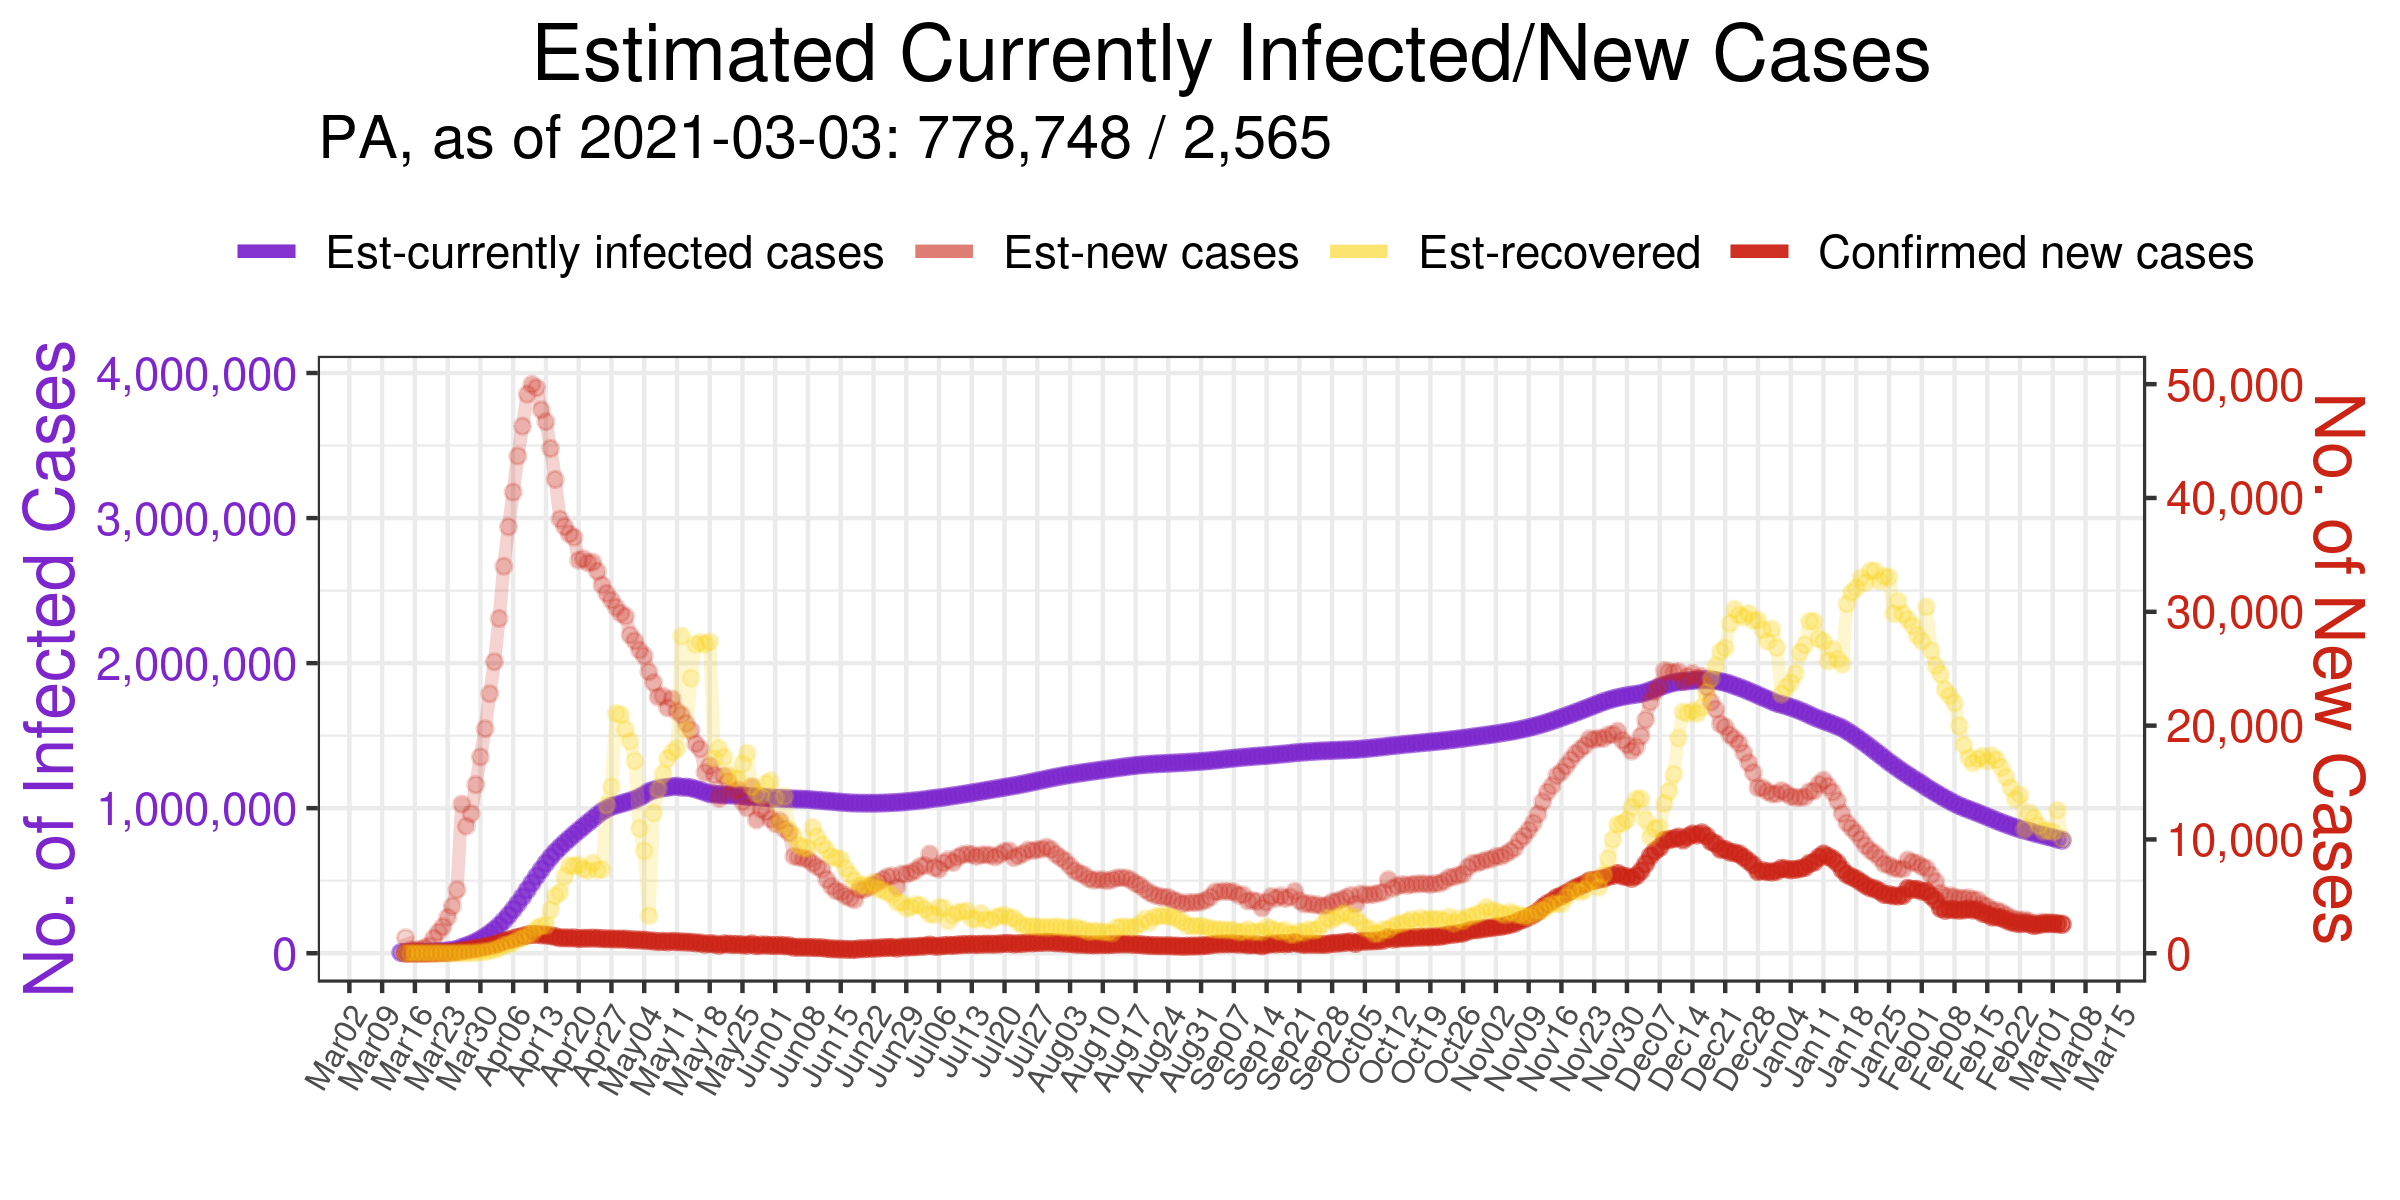 Estimated Currently Infected/New Cases
PA, as of 2021-03-03: 778,748 / 2,565
Est-currently infected cases Est-new cases Est-recovered Confirmed new cases
No. of Infected Cases
4,000,000
3,000,000
2,000,000
1,000,000
0
50,000
40,000
30,000
20,000
10,000
0
No. of New Cases
Mar02 Mar09 Mar16 Mar23 Mar30 Apr06 Apr13 Apr20 Apr27 May04 May11 May18 May25 Jun01 Jun08 Jun15 Jun22 Jun29 Jul06 Jul13 Jul20 Jul27 Aug03 Aug10 Aug17 Aug24 Aug31 Sep07 Sep14 Sep21 Sep28 Oct05 Oct12 Oct19 Oct26 Nov02 Nov09 Nov16 Nov23 Nov30 Dec07 Dec14 Dec21 Dec28 Jan04 Jan11 Jan18 Jan25 Feb01 Feb08 Feb15 Feb22 Mar01 Mar08 Mar15